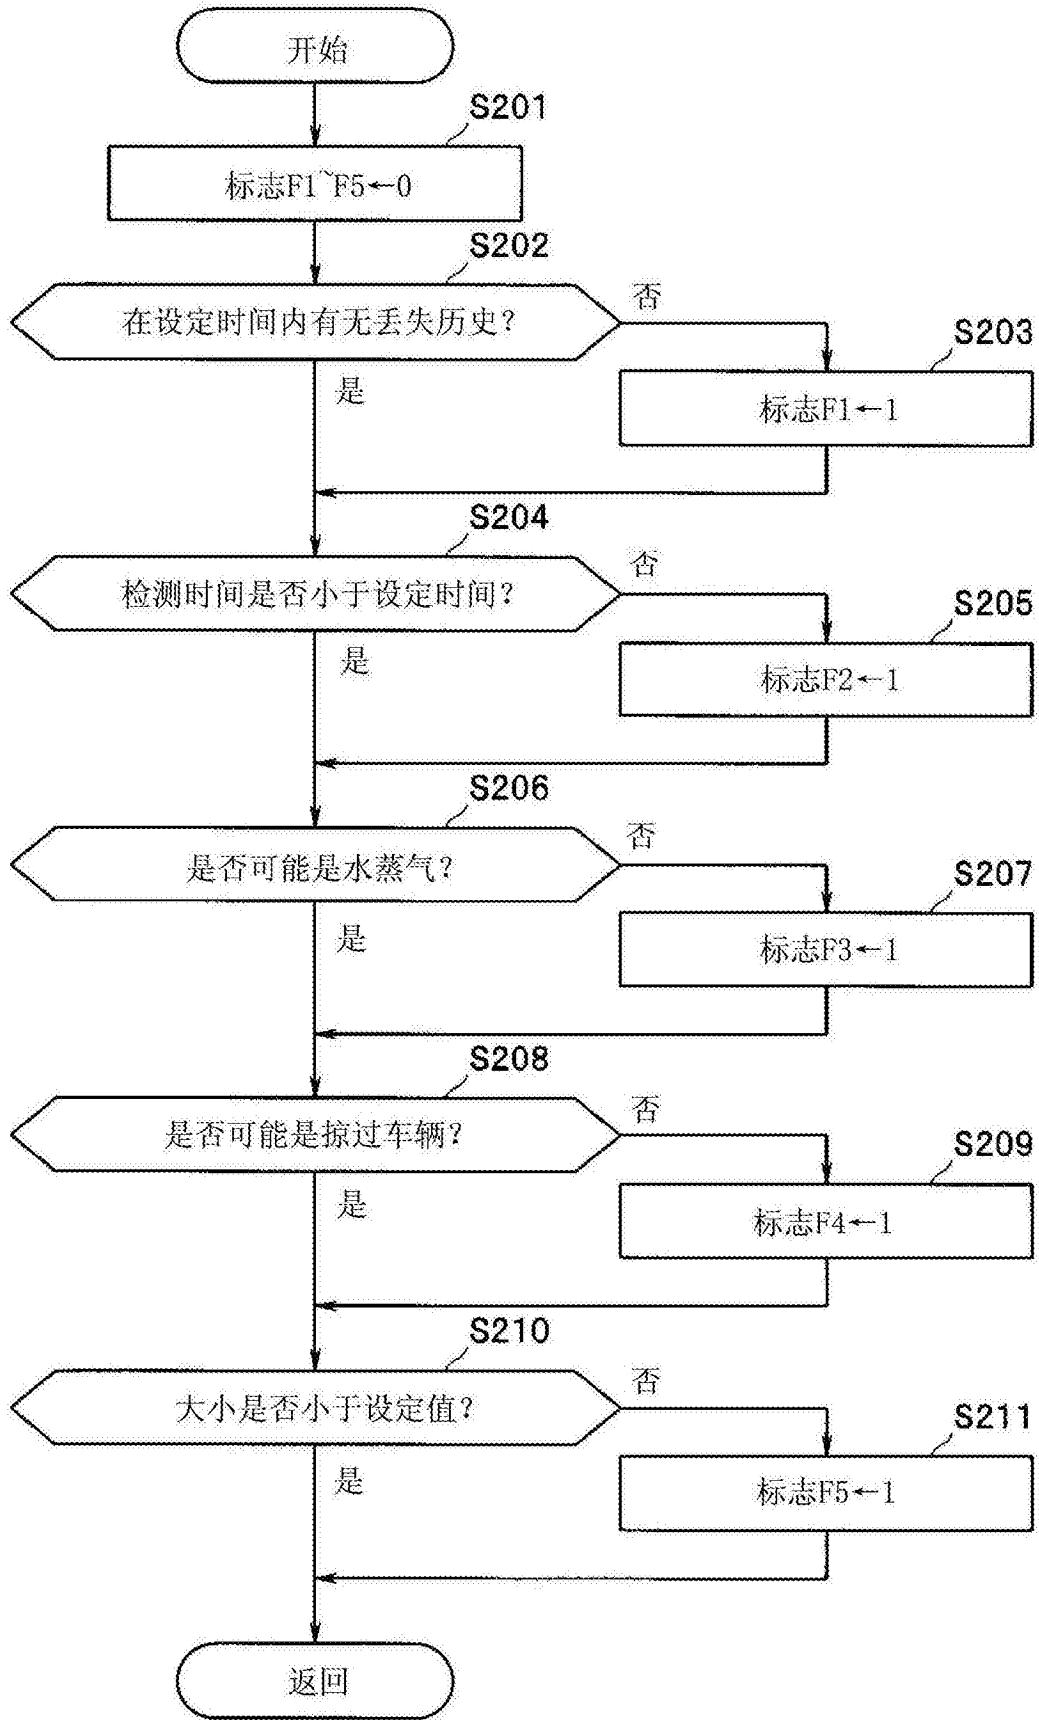 开始
S201
标志F1~F5←0
S202
在设定时间内有无丢失历史？
否
S203
是
标志F1←1
S204
检测时间是否小于设定时间？
否
S205
是
标志F2←1
S206
是否可能是水蒸气？
否
S207
是
标志F3←1
S208
是否可能是掠过车辆？
否
S209
是
标志F4←1
S210
大小是否小于设定值？
否
S211
是
标志F5←1
返回